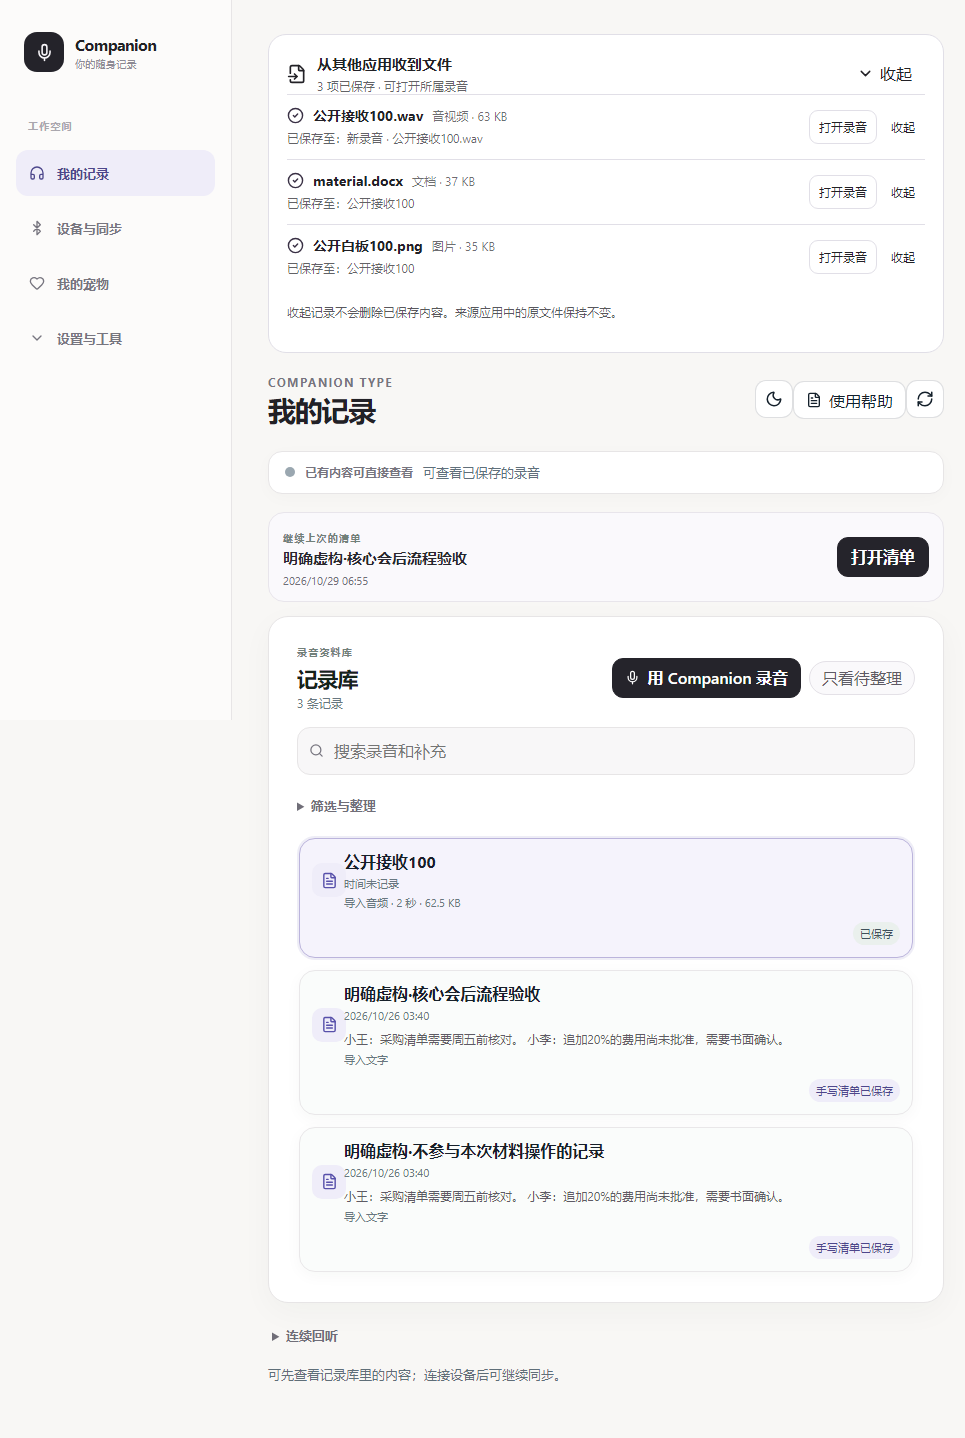 Companion
你的随身记录
工作空间
我的记录
设备与同步
我的宠物
设置与工具
从其他应用收到文件
3 项已保存 · 可打开所属录音
收起
公开接收100.wav 音视频 · 63 KB
已保存至：新录音 · 公开接收100.wav
打开录音 收起
material.docx 文档 · 37 KB
已保存至：公开接收100
打开录音 收起
公开白板100.png 图片 · 35 KB
已保存至：公开接收100
打开录音 收起
收起记录不会删除已保存内容。来源应用中的原文件保持不变。
COMPANION TYPE
我的记录
使用帮助
已有内容可直接查看 可查看已保存的录音
继续上次的清单
明确虚构·核心会后流程验收
2026/10/29 06:55
打开清单
录音资料库
记录库
3 条记录
用 Companion 录音
只看待整理
搜索录音和补充
筛选与整理
公开接收100
时间未记录
导入音频 · 2 秒 · 62.5 KB
已保存
明确虚构·核心会后流程验收
2026/10/26 03:40
小王：采购清单需要周五前核对。 小李：追加20%的费用尚未批准，需要书面确认。
导入文字
手写清单已保存
明确虚构·不参与本次材料操作的记录
2026/10/26 03:40
小王：采购清单需要周五前核对。 小李：追加20%的费用尚未批准，需要书面确认。
导入文字
手写清单已保存
连续回听
可先查看记录库里的内容；连接设备后可继续同步。